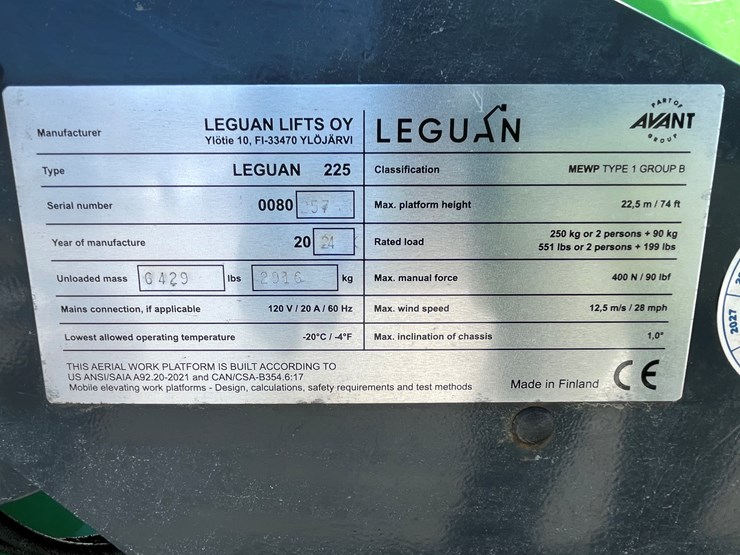 Manufacturer LEGUAN LIFTS OY
Ylötie 10, FI-33470 YLÖJÄRVI
Type LEGUAN 225
Serial number 0080
Year of manufacture 20 24
Unloaded mass 6429 lbs 2916 kg
Mains connection, if applicable 120 V / 20 A / 60 Hz
Lowest allowed operating temperature -20°C / -4°F
LEGUAN
PART OF
AVANT
GROUP
Classification MEWP TYPE 1 GROUP B
Max. platform height 22,5 m / 74 ft
Rated load 250 kg or 2 persons + 90 kg
551 lbs or 2 persons + 199 lbs
Max. manual force 400 N / 90 lbf
Max. wind speed 12,5 m/s / 28 mph
Max. inclination of chassis 1,0°
THIS AERIAL WORK PLATFORM IS BUILT ACCORDING TO
US ANSI/SAIA A92.20-2021 and CAN/CSA-B354.6:17
Mobile elevating work platforms - Design, calculations, safety requirements and test methods
Made in Finland CE
2027